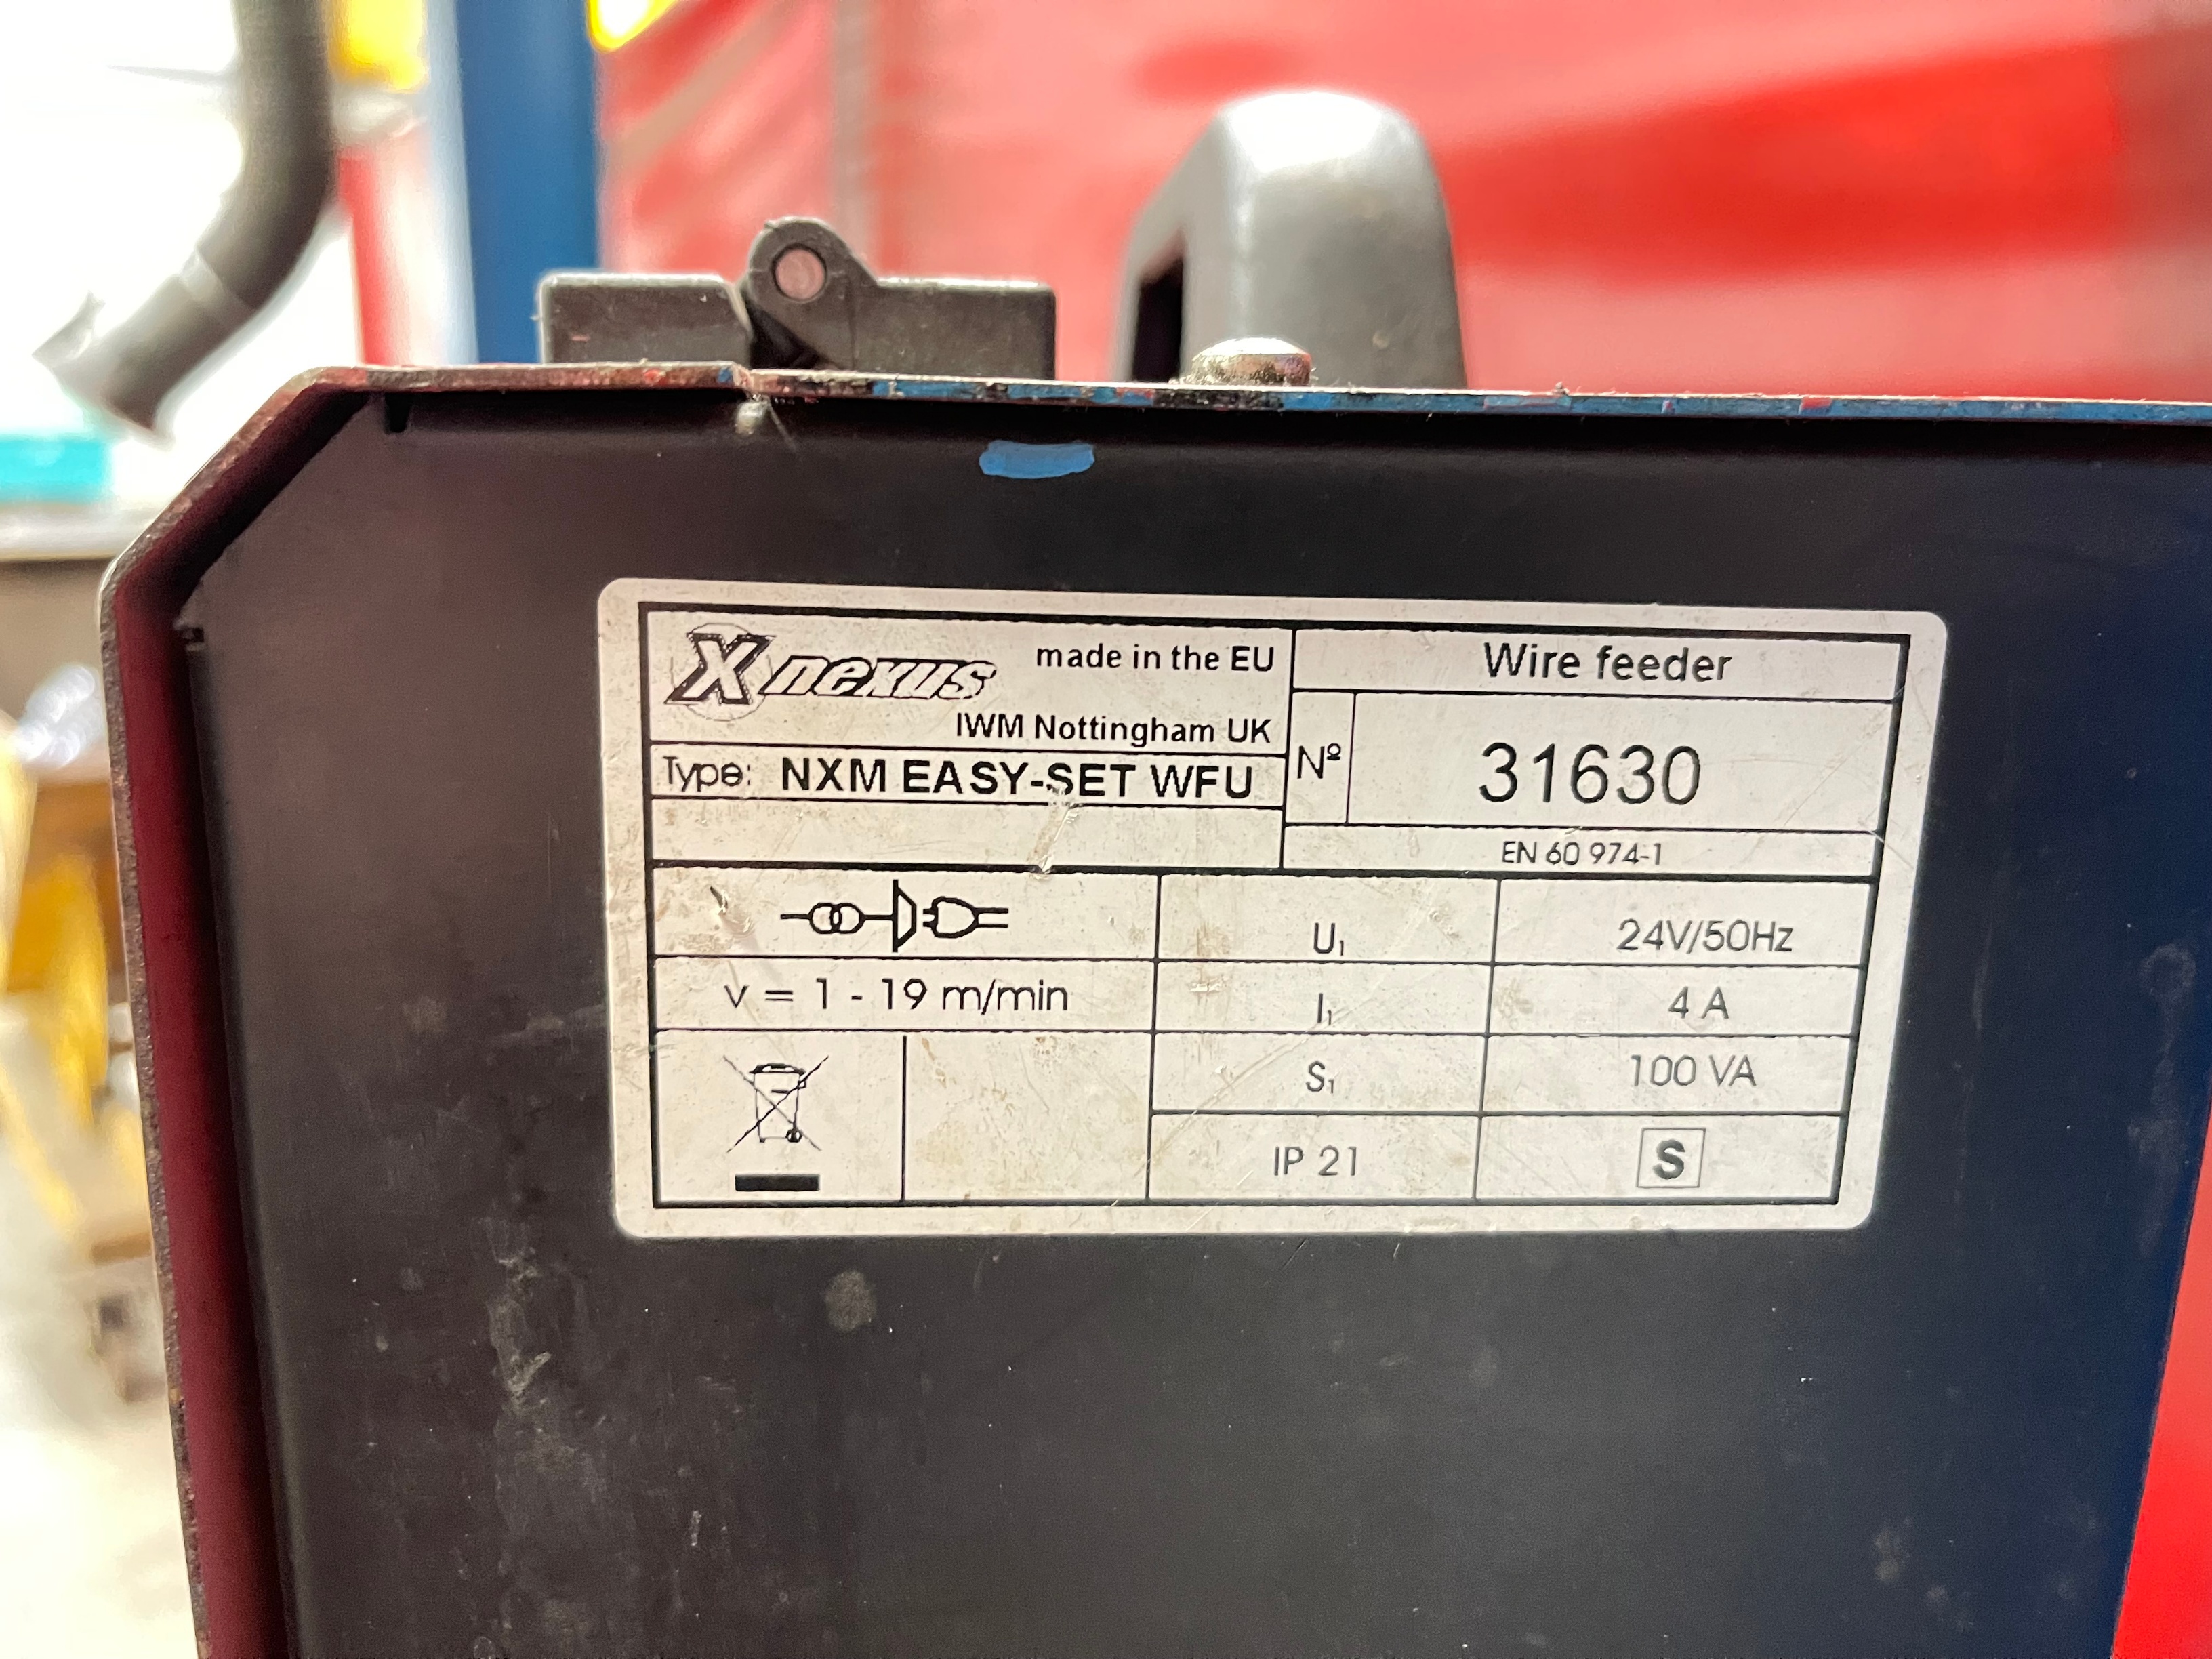 X nexus made in the EU
IWM Nottingham UK
Type: NXM EASY-SET WFU
Wire feeder
Nº 31630
EN 60 974-1
U₁ 24V/50Hz
v = 1 - 19 m/min
I₁ 4 A
S₁ 100 VA
IP 21 S